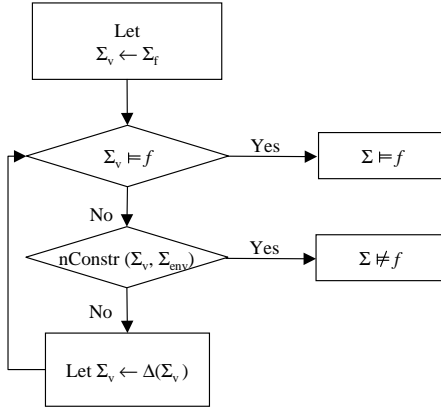 Let
Σv ← Σf
Σv ⊨ f
Yes
Σ ⊨ f
No
nConstr (Σv, Σenv)
Yes
Σ ⊭ f
No
Let Σv ← Δ(Σv)